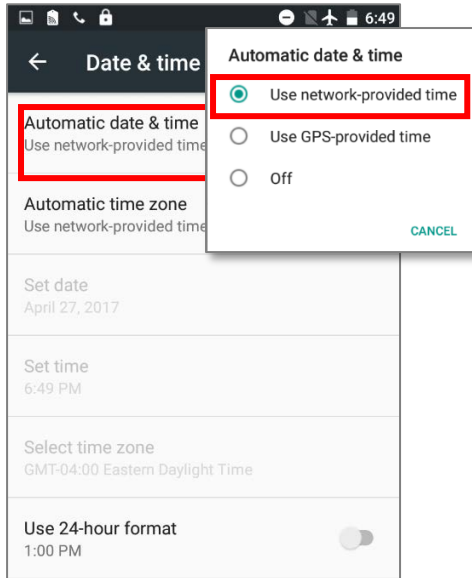 6:49
Date & time
Automatic date & time
Use network-provided time
Automatic time zone
Use network-provided time
Set date
April 27, 2017
Set time
6:49 PM
Select time zone
GMT-04:00 Eastern Daylight Time
Use 24-hour format
1:00 PM
Automatic date & time
Use network-provided time
Use GPS-provided time
Off
CANCEL